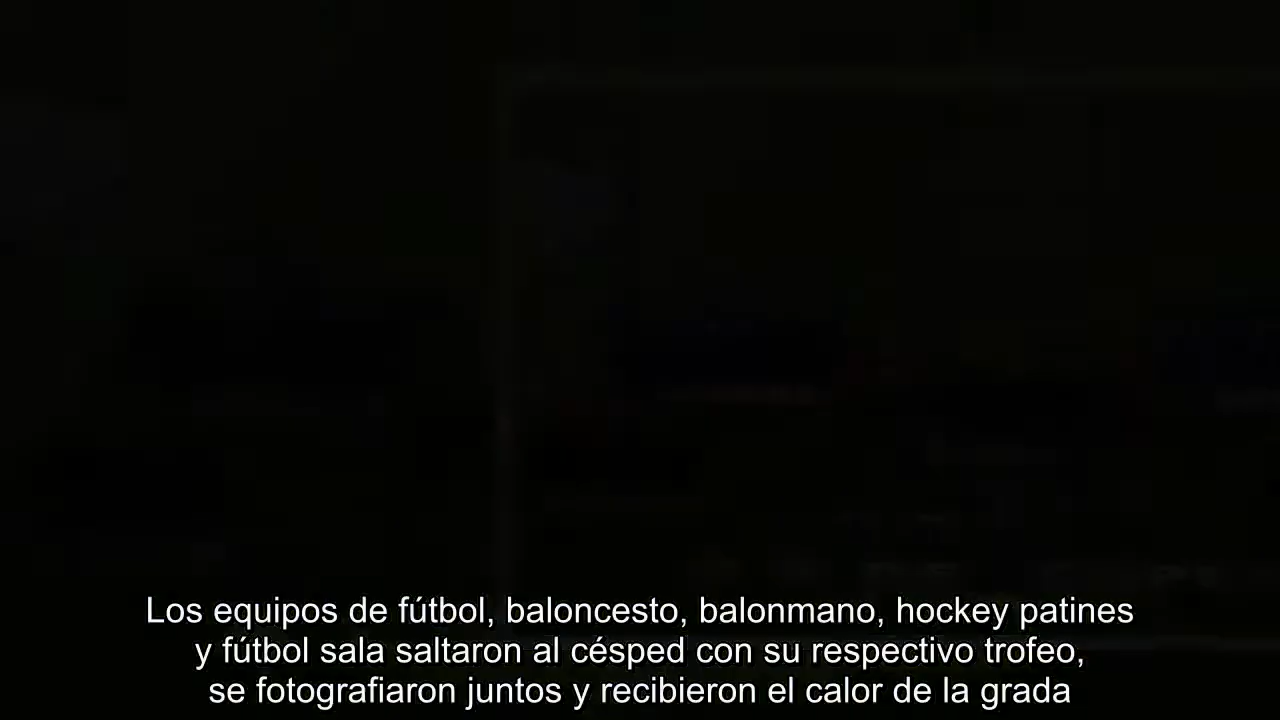 Los equipos de fútbol, baloncesto, balonmano, hockey patines
y fútbol sala saltaron al césped con su respectivo trofeo,
se fotografiaron juntos y recibieron el calor de la grada